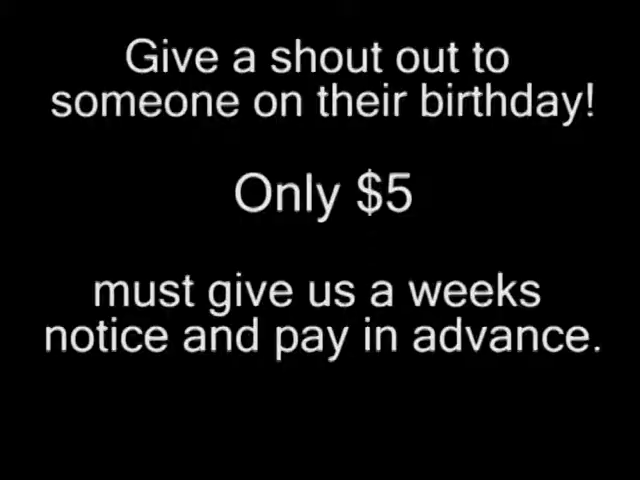 Give a shout out to
someone on their birthday!
Only $5
must give us a weeks
notice and pay in advance.